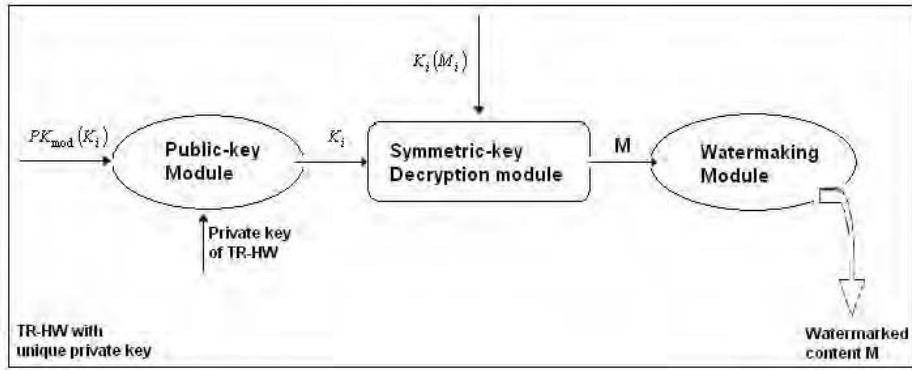 K_i(M_i)
PK_mod(K_i)
Public-key
Module
K_i
Symmetric-key
Decryption module
M
Watermaking
Module
Private key
of TR-HW
TR-HW with
unique private key
Watermarked
content M